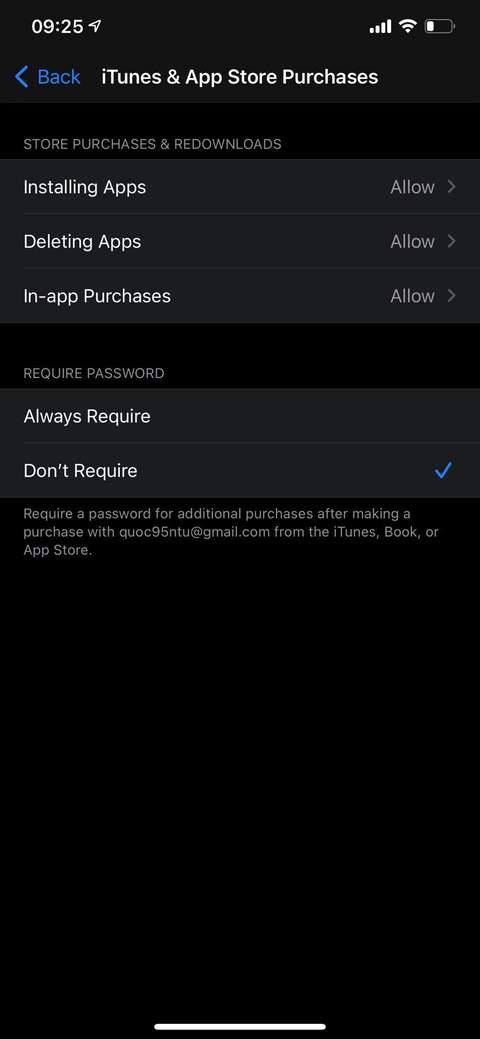 09:25
Back iTunes & App Store Purchases
STORE PURCHASES & REDOWNLOADS
Installing Apps Allow
Deleting Apps Allow
In-app Purchases Allow
REQUIRE PASSWORD
Always Require
Don’t Require
Require a password for additional purchases after making a
purchase with quoc95ntu@gmail.com from the iTunes, Book, or
App Store.